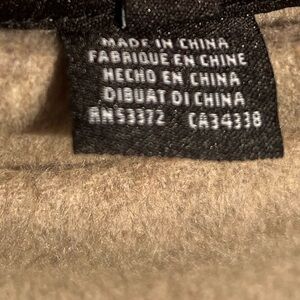 MADE IN CHINA
FABRIQUE EN CHINE
HECHO EN CHINA
DIBUAT DI CHINA
RN53372 CA34338